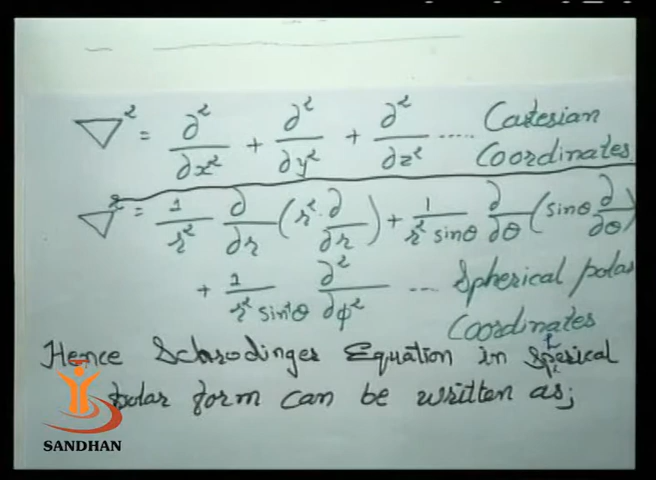 ∇² = ∂²/∂x² + ∂²/∂y² + ∂²/∂z² ..... Cartesian
Coordinates
∇² = 1/r² ∂/∂r (r² · ∂/∂r) + 1/r² sinθ ∂/∂θ (sinθ ∂/∂θ)
+ 1/r² sin²θ ∂²/∂φ² .... Spherical polar
Coordinates
Hence Schrodinger Equation in Sperical
polar form can be written as;
SANDHAN